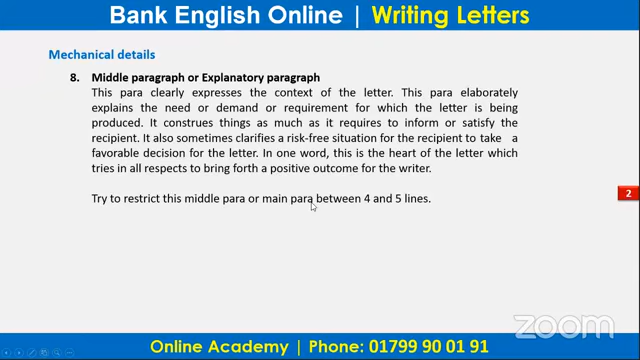 Bank English Online | Writing Letters
Mechanical details
8. Middle paragraph or Explanatory paragraph
This para clearly expresses the context of the letter. This para elaborately
explains the need or demand or requirement for which the letter is being
produced. It construes things as much as it requires to inform or satisfy the
recipient. It also sometimes clarifies a risk-free situation for the recipient to take a
favorable decision for the letter. In one word, this is the heart of the letter which
tries in all respects to bring forth a positive outcome for the writer.
2
Try to restrict this middle para or main para between 4 and 5 lines.
zoom
Online Academy | Phone: 01799 90 01 91